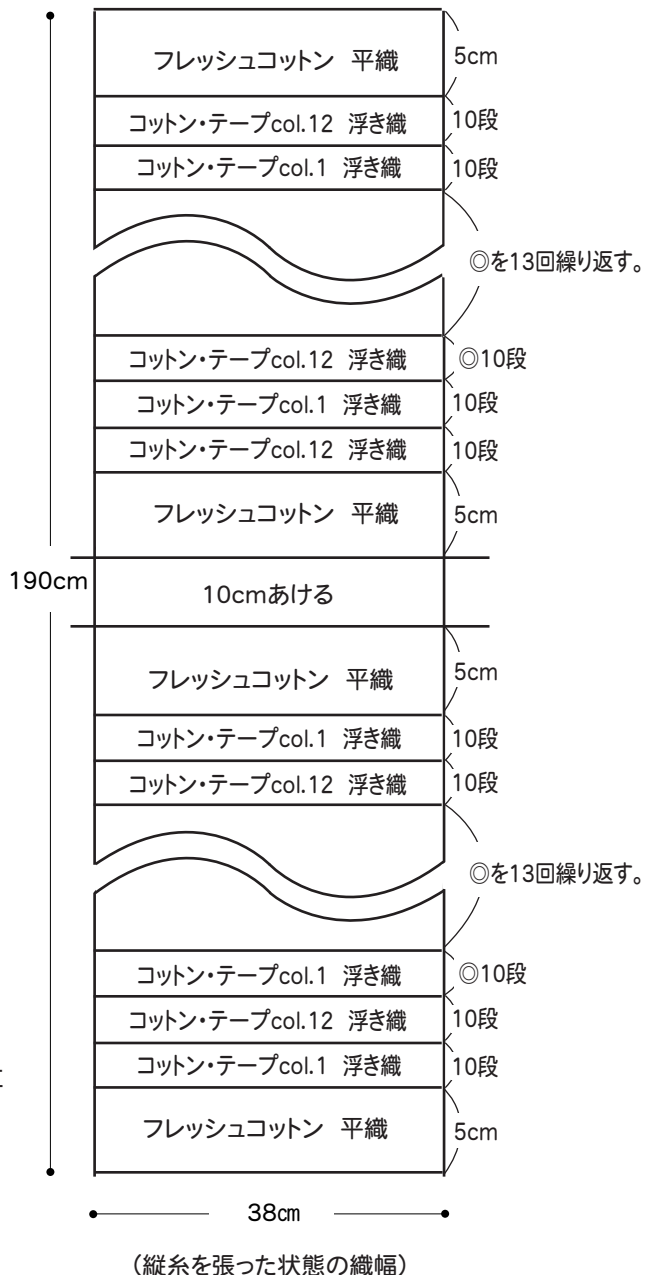 フレッシュコットン 平織 5cm
コットン・テープcol.12 浮き織 10段
コットン・テープcol.1 浮き織 10段
◎を13回繰り返す。
コットン・テープcol.12 浮き織 ◎10段
コットン・テープcol.1 浮き織 10段
コットン・テープcol.12 浮き織 10段
フレッシュコットン 平織 5cm
190cm 10cmあける
フレッシュコットン 平織 5cm
コットン・テープcol.1 浮き織 10段
コットン・テープcol.12 浮き織 10段
◎を13回繰り返す。
コットン・テープcol.1 浮き織 ◎10段
コットン・テープcol.12 浮き織 10段
コットン・テープcol.1 浮き織 10段
フレッシュコットン 平織 5cm
38㎝
(縦糸を張った状態の織幅)